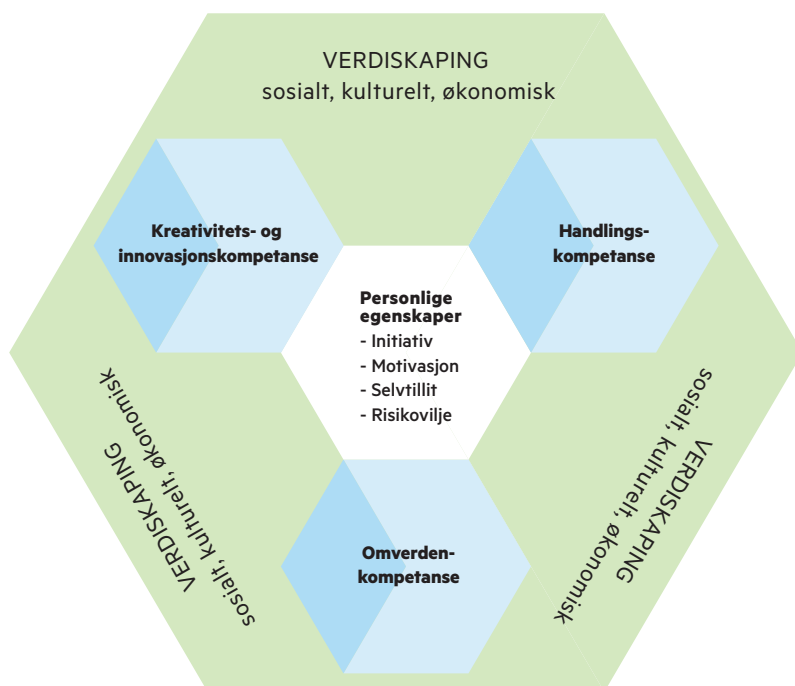 VERDISKAPING
sosialt, kulturelt, økonomisk
Kreativitets- og
innovasjonskompetanse
Handlings-
kompetanse
Personlige
egenskaper
- Initiativ
- Motivasjon
- Selvtillit
- Risikovilje
VERDISKAPING
sosialt, kulturelt, økonomisk
VERDISKAPING
sosialt, kulturelt, økonomisk
Omverden-
kompetanse